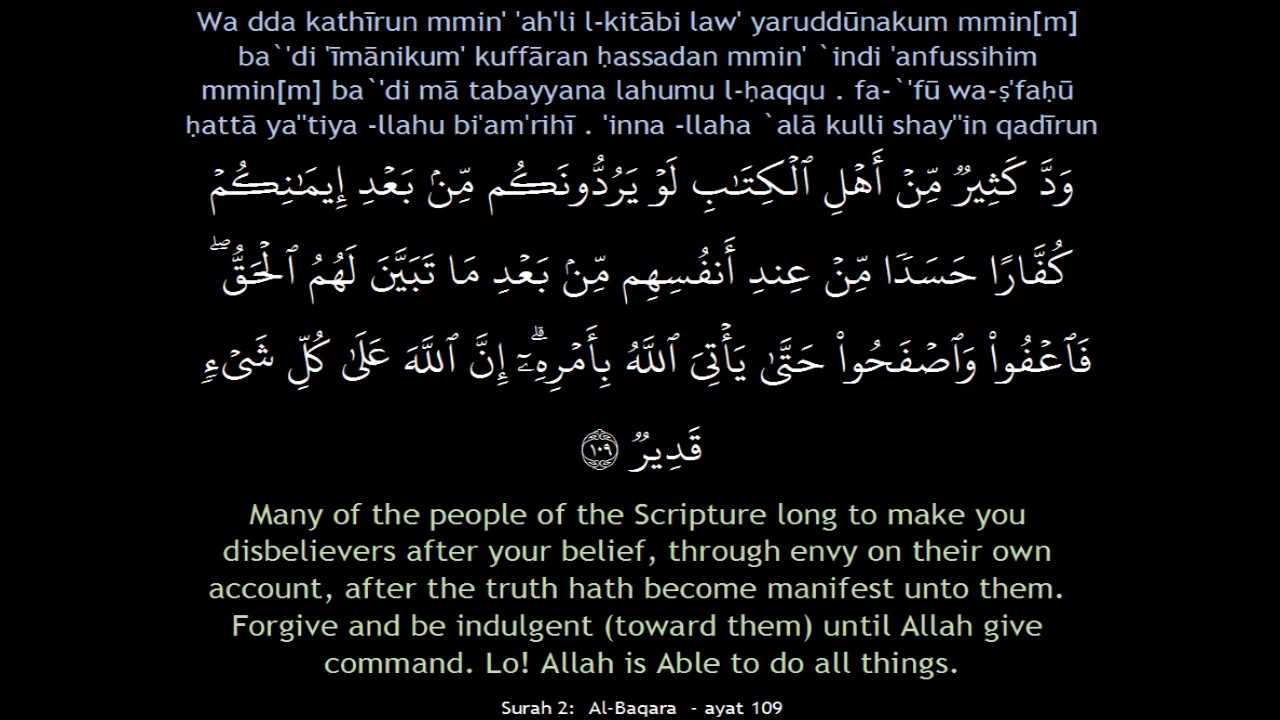 Wa dda kathīrun mmin' 'ah'li l-kitābi law' yaruddūnakum mmin[m]
ba`'di 'īmānikum' kuffāran ḥassadan mmin' `indi 'anfussihim
mmin[m] ba`'di mā tabayyana lahumu l-ḥaqqu . fa-`'fū wa-ṣ'faḥū
ḥattā ya"tiya -llahu bi'am'rihī . 'inna -llaha `alā kulli shay"in qadīrun
وَدَّ كَثِيرٌ مِّنْ أَهْلِ ٱلْكِتَٰبِ لَوْ يَرُدُّونَكُم مِّنۢ بَعْدِ إِيمَٰنِكُمْ
كُفَّارًا حَسَدًا مِّنْ عِندِ أَنفُسِهِم مِّنۢ بَعْدِ مَا تَبَيَّنَ لَهُمُ ٱلْحَقُّ ۖ
فَٱعْفُوا۟ وَٱصْفَحُوا۟ حَتَّىٰ يَأْتِىَ ٱللَّهُ بِأَمْرِهِۦٓ ۗ إِنَّ ٱللَّهَ عَلَىٰ كُلِّ شَىْءٍ
قَدِيرٌ ١٠٩
Many of the people of the Scripture long to make you
disbelievers after your belief, through envy on their own
account, after the truth hath become manifest unto them.
Forgive and be indulgent (toward them) until Allah give
command. Lo! Allah is Able to do all things.
Surah 2: Al-Baqara - ayat 109